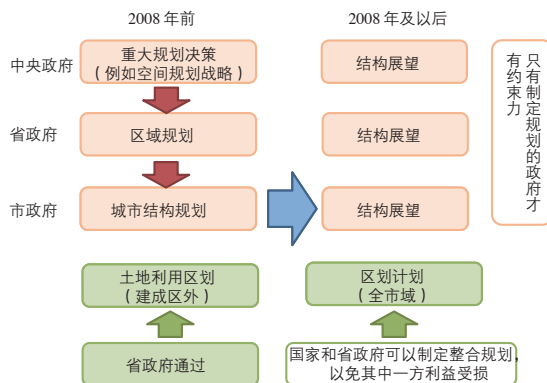 2008 年前
2008 年及以后
中央政府
重大规划决策
(例如空间规划战略)
结构展望
只有制定规划的政府才
有约束力
省政府
区域规划
结构展望
市政府
城市结构规划
结构展望
土地利用区划
(建成区外)
区划计划
(全市域)
省政府通过
国家和省政府可以制定整合规划,
以免其中一方利益受损